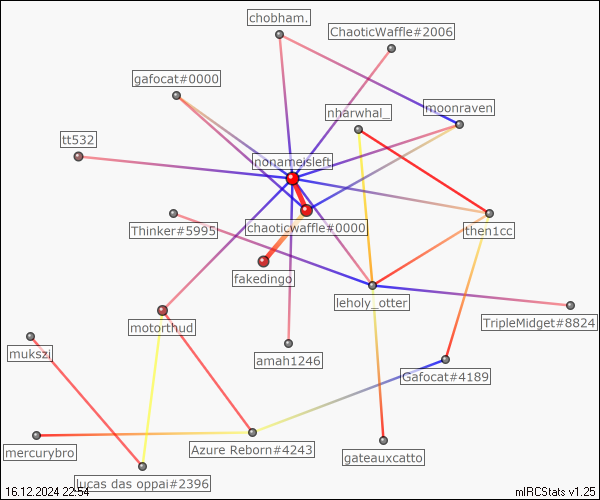 chobham.
ChaoticWaffle#2006
gafocat#0000
nharwhal_
moonraven
tt532
nonameisleft
Thinker#5995
chaoticwaffle#0000
then1cc
fakedingo
leholy_otter
TripleMidget#8824
motorthud
mukszi
amah1246
Gafocat#4189
mercurybro
Azure Reborn#4243
gateauxcatto
lucas das oppai#2396
16.12.2024 22:54
mIRCStats v1.25